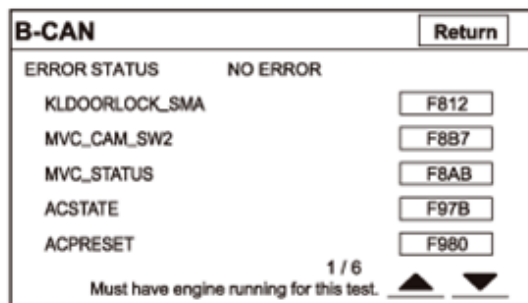 B-CAN Return
ERROR STATUS NO ERROR
KLDOORLOCK_SMA F812
MVC_CAM_SW2 F8B7
MVC_STATUS F8AB
ACSTATE F97B
ACPRESET F980
1 / 6
Must have engine running for this test.